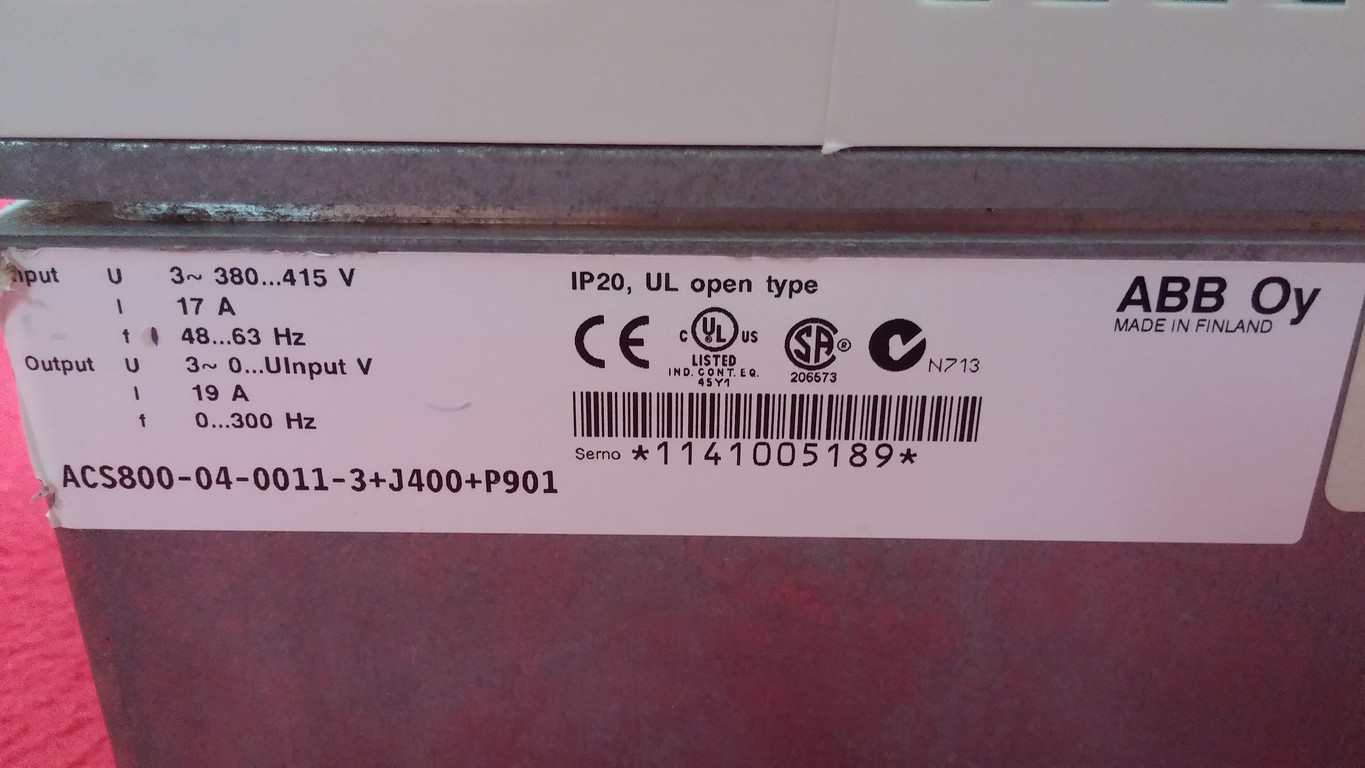 Input U 3~ 380...415 V
I 17 A
f 48...63 Hz
Output U 3~ 0...UInput V
I 19 A
f 0...300 Hz
ACS800-04-0011-3+J400+P901
IP20, UL open type
CE
C UL US
LISTED
IND. CONT. EQ.
45Y1
SA ®
206573
N713
Serno *1141005189*
ABB Oy
MADE IN FINLAND